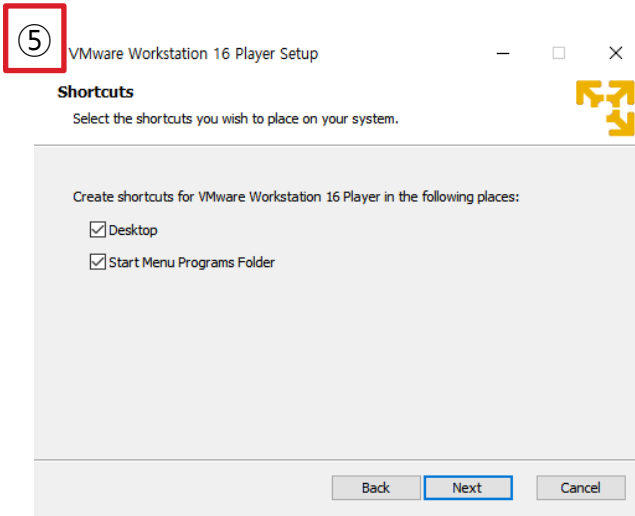 ⑤
VMware Workstation 16 Player Setup
Shortcuts
Select the shortcuts you wish to place on your system.
Create shortcuts for VMware Workstation 16 Player in the following places:
Desktop
Start Menu Programs Folder
Back Next Cancel